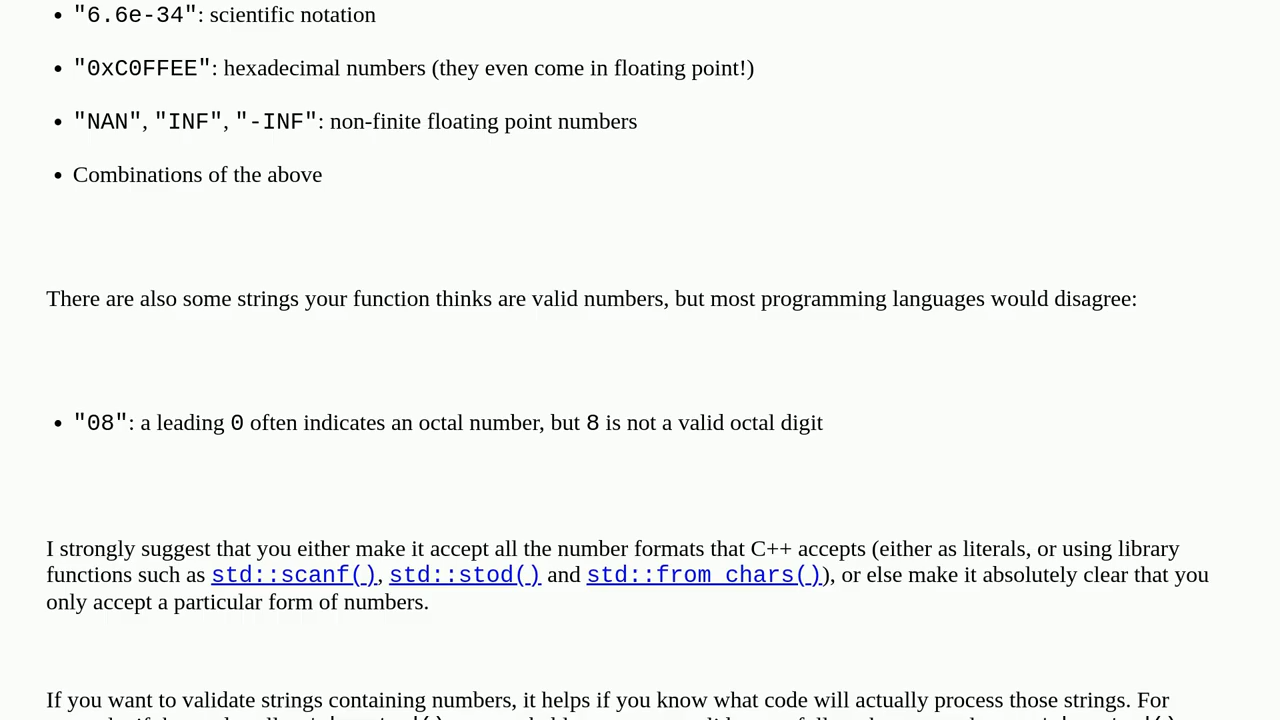 "6.6e-34": scientific notation
"0xC0FFEE": hexadecimal numbers (they even come in floating point!)
"NAN", "INF", "-INF": non-finite floating point numbers
Combinations of the above
There are also some strings your function thinks are valid numbers, but most programming languages would disagree:
"08": a leading 0 often indicates an octal number, but 8 is not a valid octal digit
I strongly suggest that you either make it accept all the number formats that C++ accepts (either as literals, or using library
functions such as std::scanf(), std::stod() and std::from_chars()), or else make it absolutely clear that you
only accept a particular form of numbers.
If you want to validate strings containing numbers, it helps if you know what code will actually process those strings. For